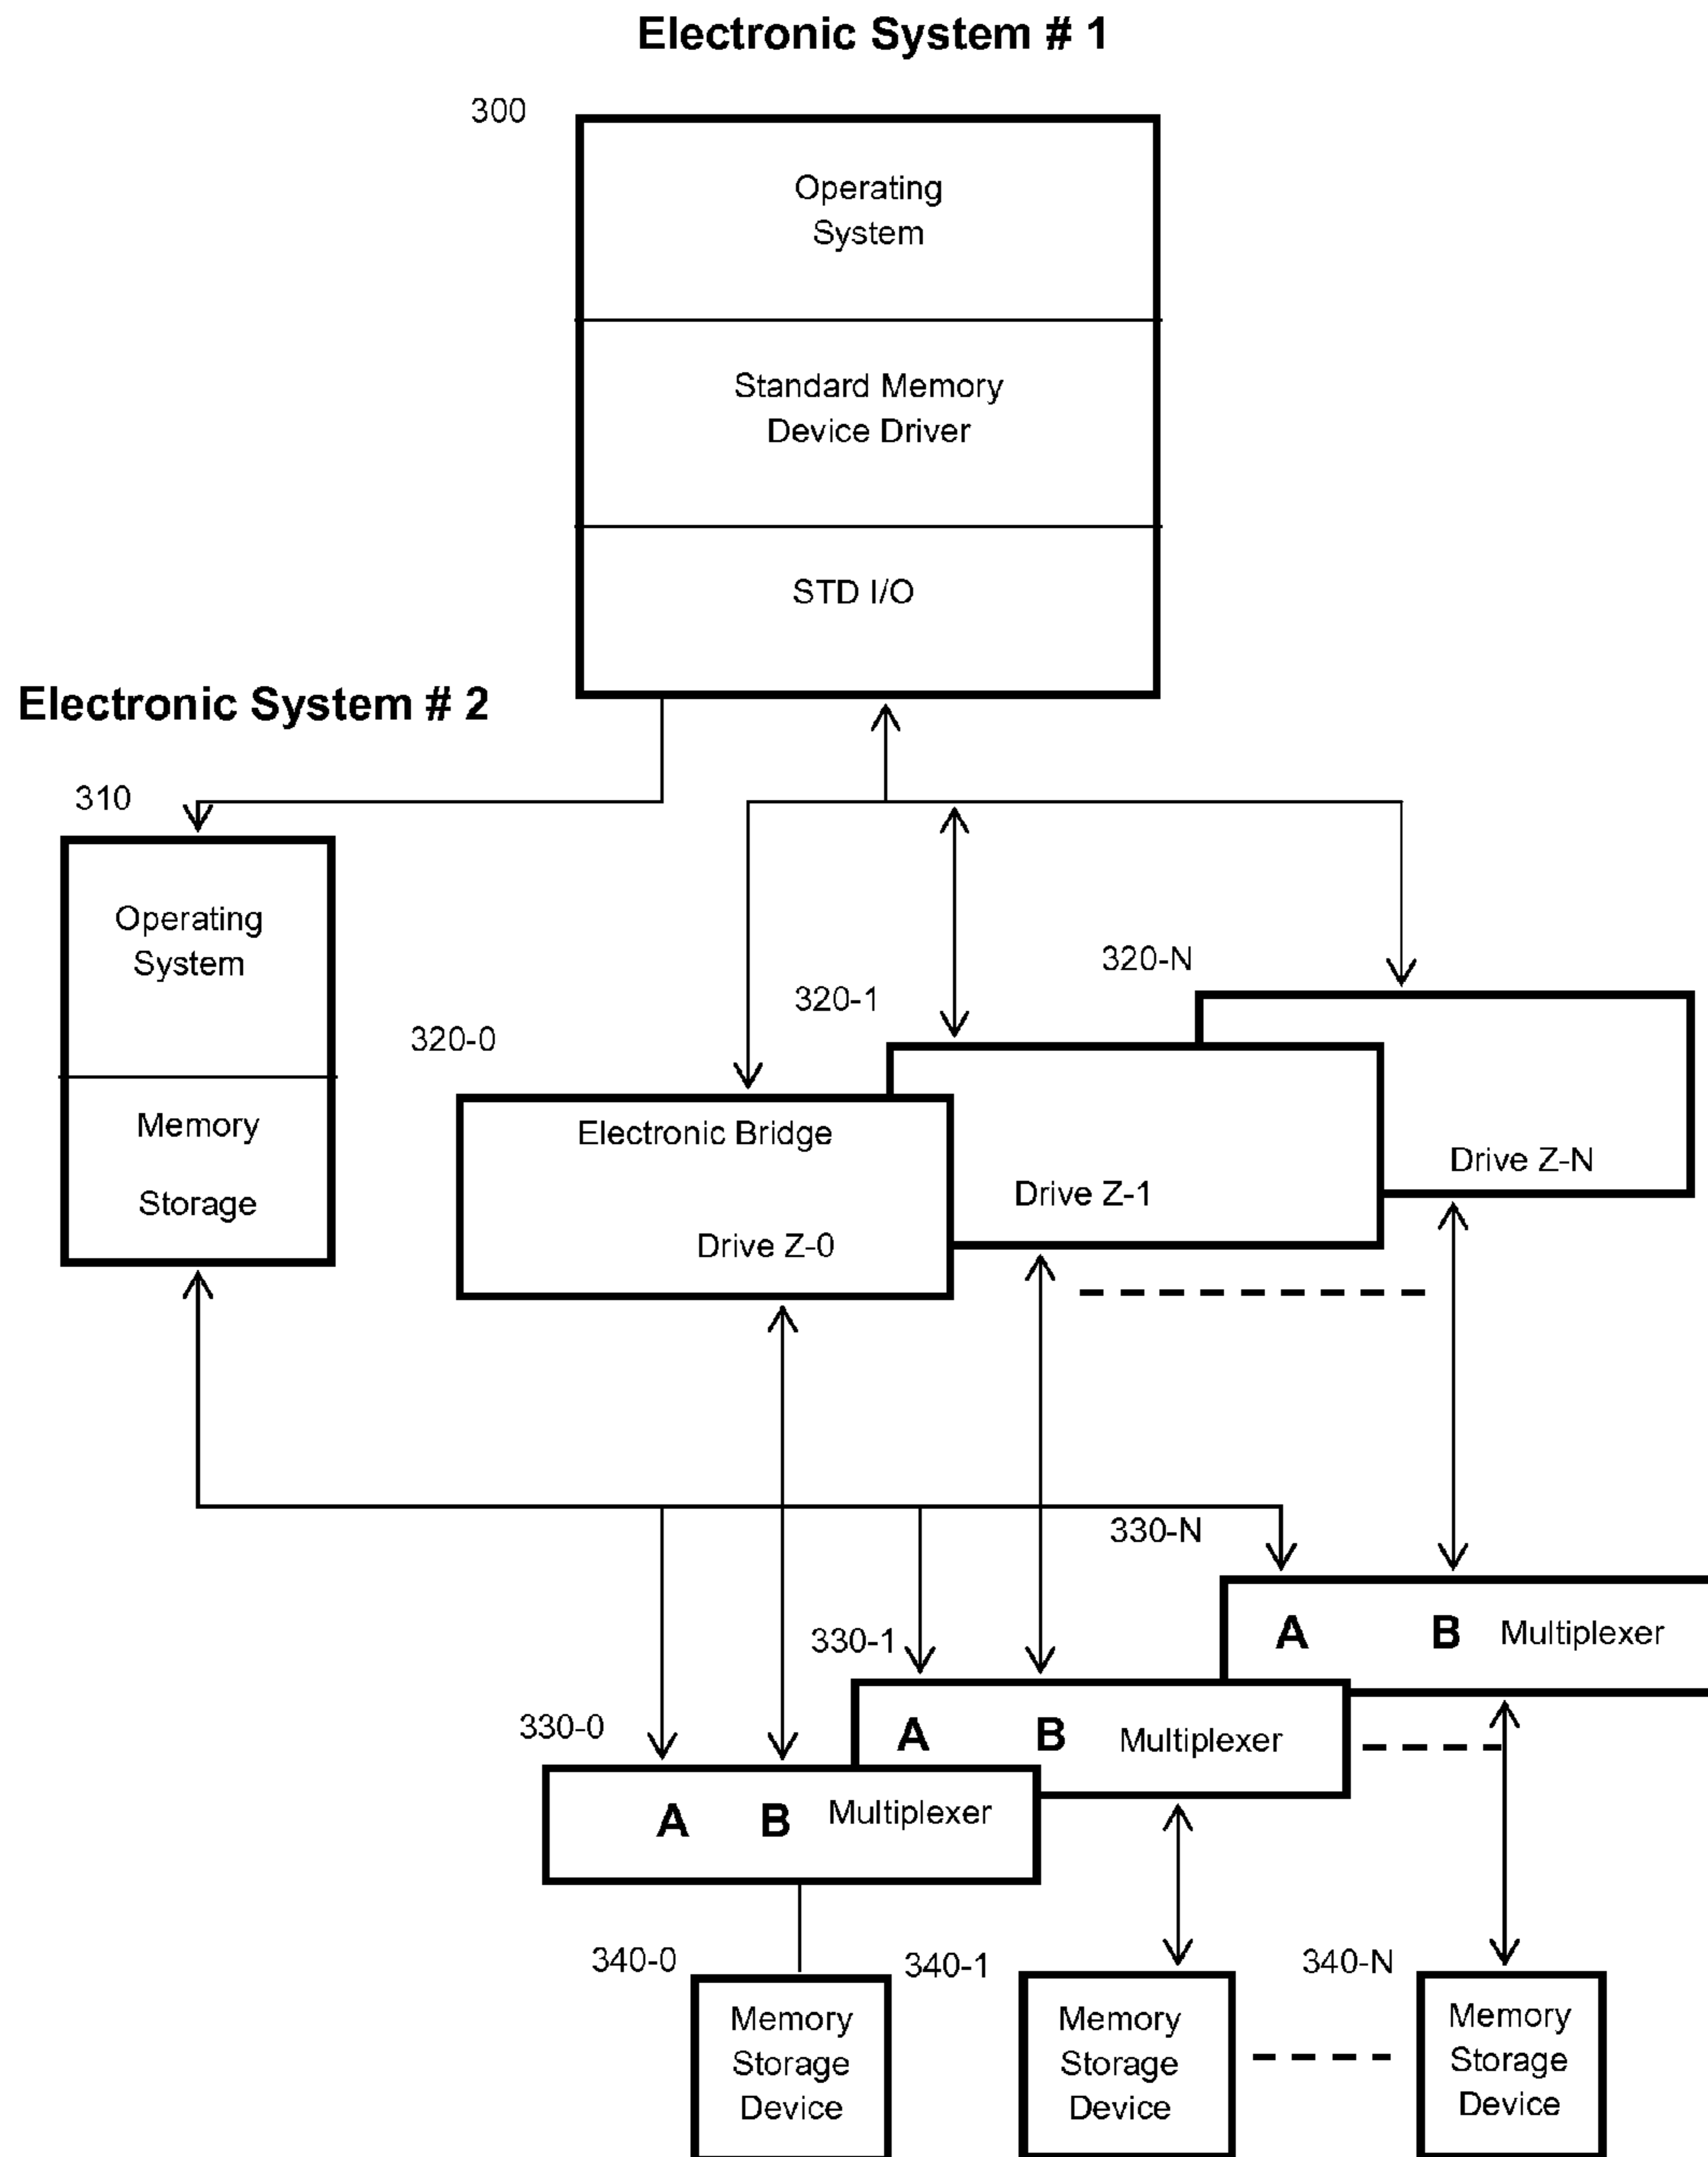 Electronic System # 1
300
Operating
System
Standard Memory
Device Driver
STD I/O
Electronic System # 2
310
Operating
System
Memory
Storage
320-N
320-1
320-0
Electronic Bridge
Drive Z-0
Drive Z-1
Drive Z-N
330-N
A B Multiplexer
330-1
A B Multiplexer
330-0
A B Multiplexer
340-0
Memory
Storage
Device
340-1
Memory
Storage
Device
340-N
Memory
Storage
Device